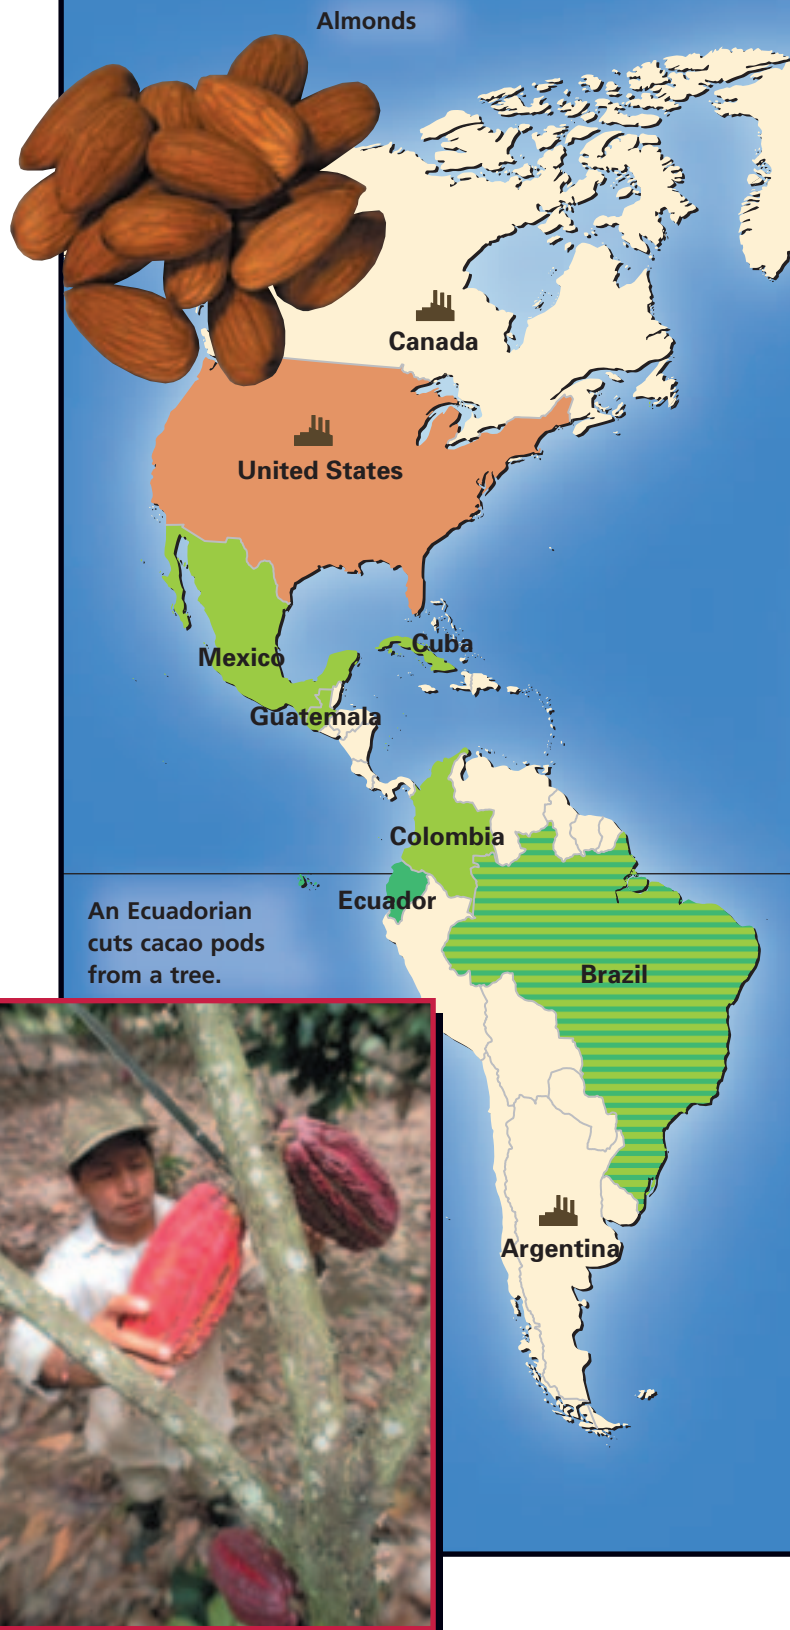 Almonds
Canada
United States
Mexico
Cuba
Guatemala
Colombia
Ecuador
An Ecuadorian
cuts cacao pods
from a tree.
Brazil
Argentina